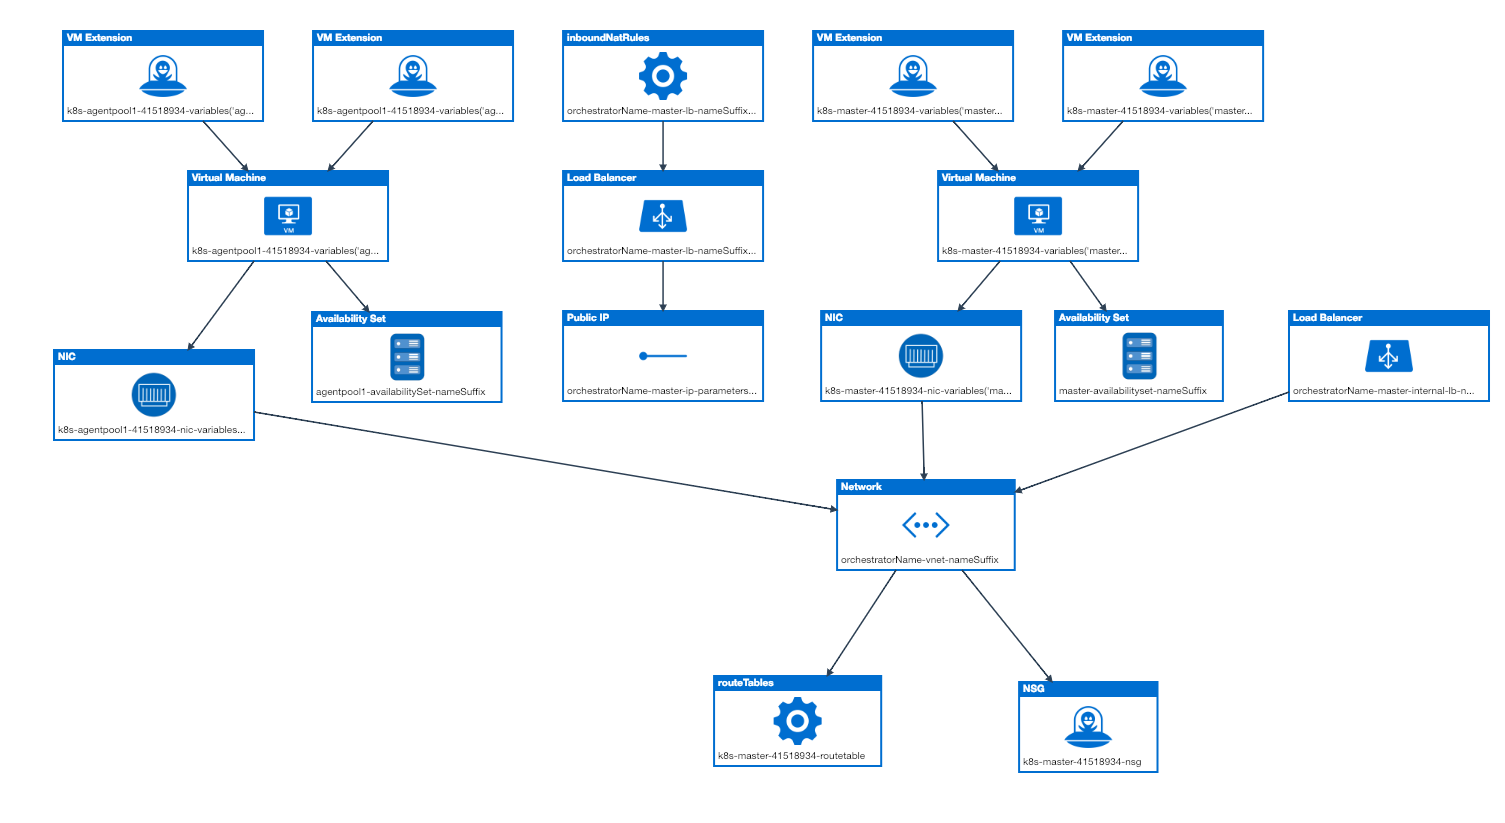 VM Extension
k8s-agentpool1-41518934-variables('ag...
VM Extension
k8s-agentpool1-41518934-variables('ag...
inboundNatRules
orchestratorName-master-lb-nameSuffix...
VM Extension
k8s-master-41518934-variables('master...
VM Extension
k8s-master-41518934-variables('master...
Virtual Machine
VM
k8s-agentpool1-41518934-variables('ag...
Load Balancer
orchestratorName-master-lb-nameSuffix...
Virtual Machine
VM
k8s-master-41518934-variables('master...
NIC
k8s-agentpool1-41518934-nic-variables...
Availability Set
agentpool1-availabilitySet-nameSuffix
Public IP
orchestratorName-master-ip-parameters...
NIC
k8s-master-41518934-nic-variables('ma...
Availability Set
master-availabilityset-nameSuffix
Load Balancer
orchestratorName-master-internal-lb-n...
Network
orchestratorName-vnet-nameSuffix
routeTables
k8s-master-41518934-routetable
NSG
k8s-master-41518934-nsg